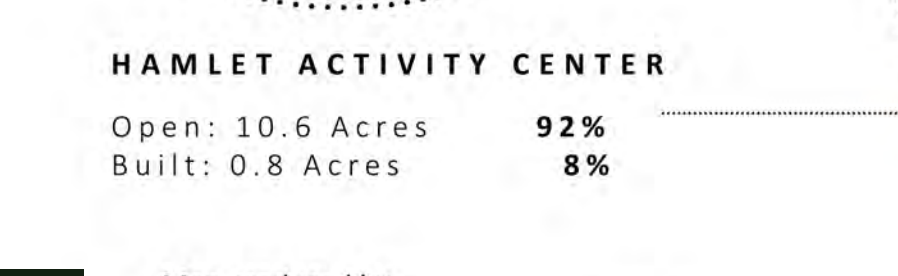 HAMLET ACTIVITY CENTER
Open: 10.6 Acres 92%
Built: 0.8 Acres 8%